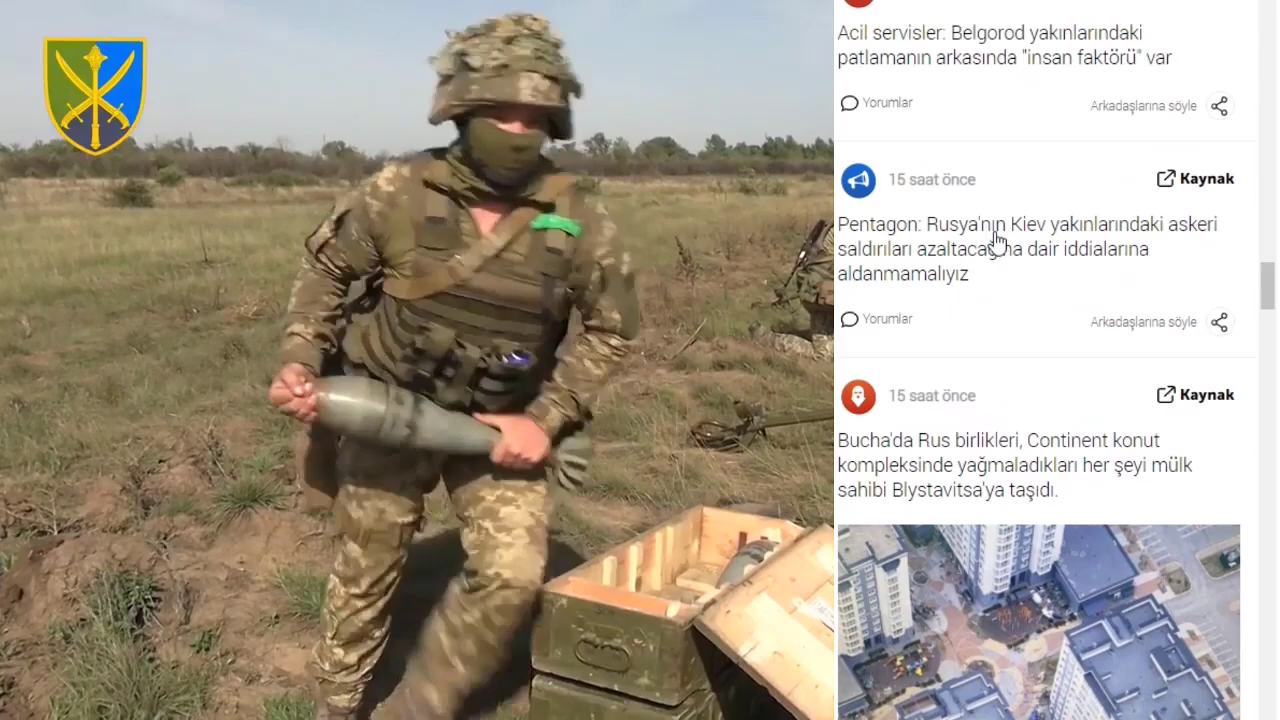 Acil servisler: Belgorod yakınlarındaki
patlamanın arkasında "insan faktörü" var
Yorumlar
Arkadaşlarına söyle
15 saat önce
Kaynak
Pentagon: Rusya'nın Kiev yakınlarındaki askeri
saldırıları azaltacağına dair iddialarına
aldanmamalıyız
Yorumlar
Arkadaşlarına söyle
15 saat önce
Kaynak
Bucha'da Rus birlikleri, Continent konut
kompleksinde yağmaladıkları her şeyi mülk
sahibi Blystavitsa'ya taşıdı.